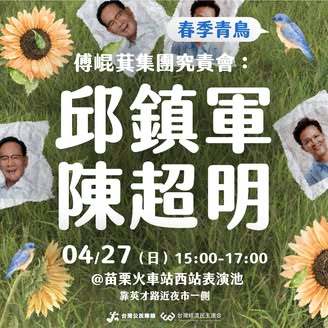 春季青鳥
傅崐萁集團究責會：
邱鎮軍
陳超明
04/27（日）15:00-17:00
@苗栗火車站西站表演池
靠英才路近夜市一側
台灣公民陣線 台灣經濟民主連合